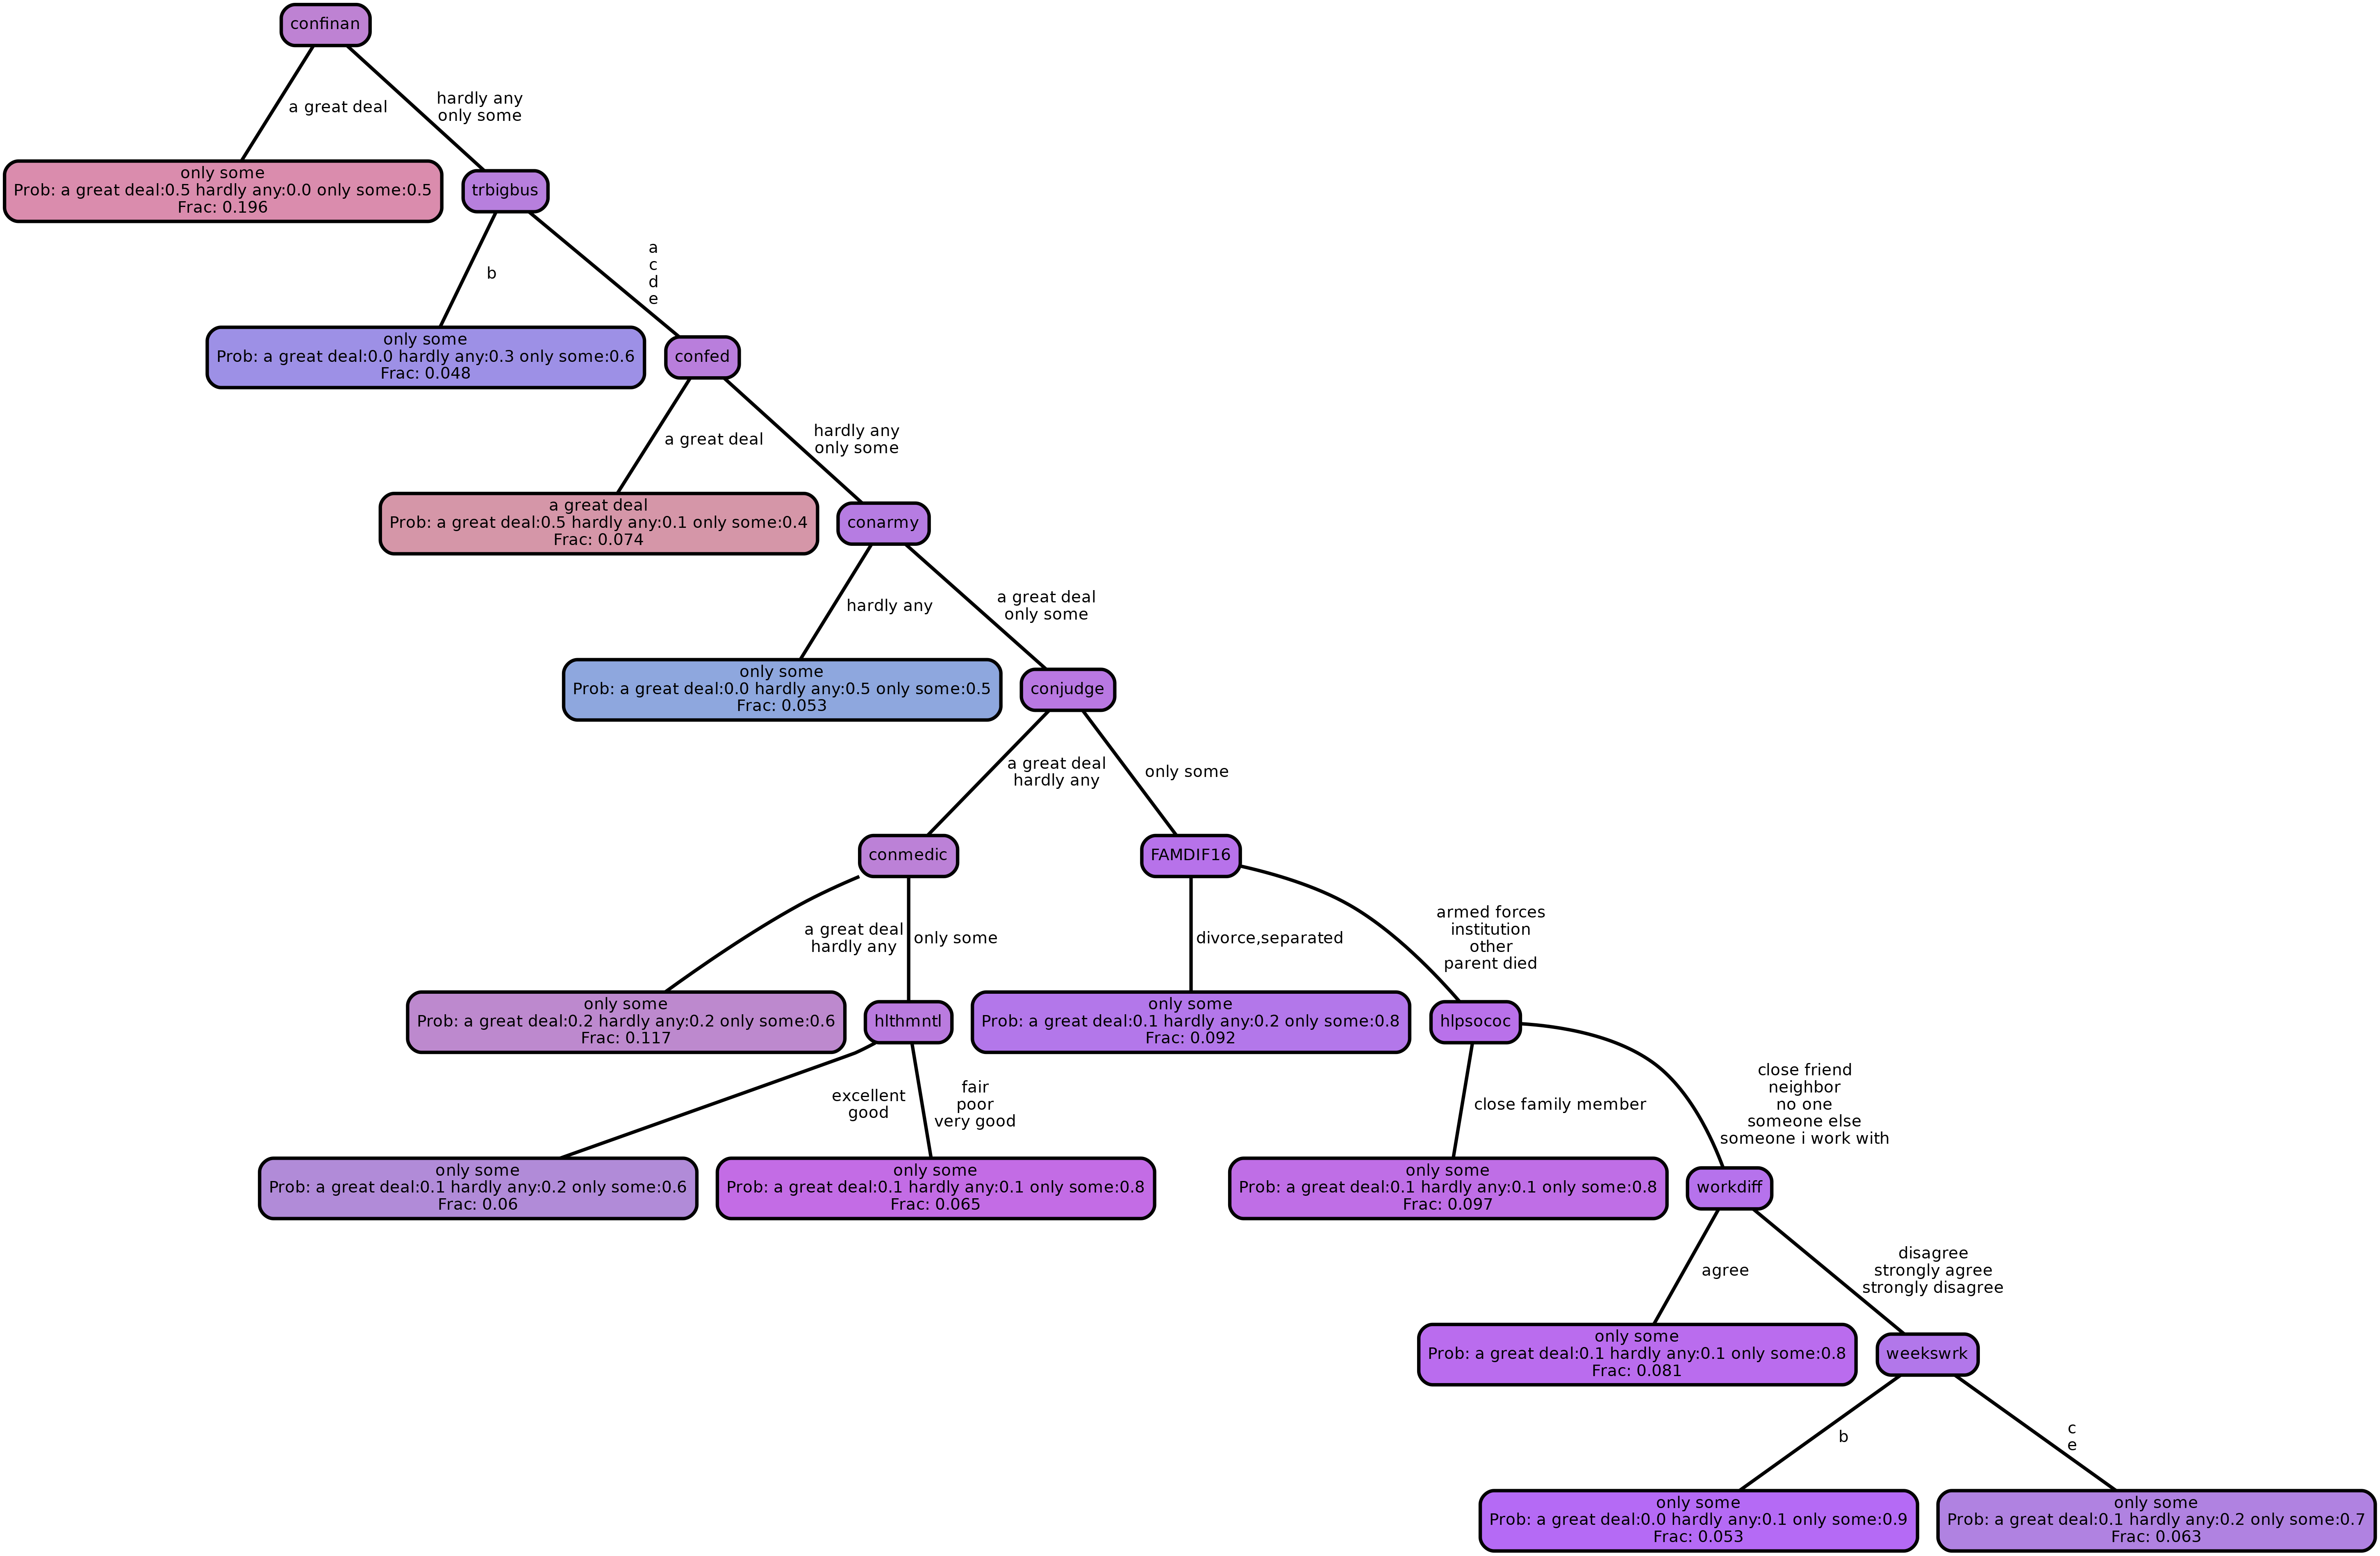 confinan
a great deal
hardly any
only some
only some
Prob: a great deal:0.5 hardly any:0.0 only some:0.5
Frac: 0.196
trbigbus
b
a
c
d
e
only some
Prob: a great deal:0.0 hardly any:0.3 only some:0.6
Frac: 0.048
confed
a great deal
hardly any
only some
a great deal
Prob: a great deal:0.5 hardly any:0.1 only some:0.4
Frac: 0.074
conarmy
hardly any
a great deal
only some
only some
Prob: a great deal:0.0 hardly any:0.5 only some:0.5
Frac: 0.053
conjudge
a great deal
hardly any
only some
conmedic
FAMDIF16
a great deal
hardly any
only some
divorce,separated
armed forces
institution
other
parent died
only some
Prob: a great deal:0.2 hardly any:0.2 only some:0.6
Frac: 0.117
hlthmntl
only some
Prob: a great deal:0.1 hardly any:0.2 only some:0.8
Frac: 0.092
hlpsococ
excellent
good
fair
poor
very good
close family member
close friend
neighbor
no one
someone else
someone i work with
only some
Prob: a great deal:0.1 hardly any:0.2 only some:0.6
Frac: 0.06
only some
Prob: a great deal:0.1 hardly any:0.1 only some:0.8
Frac: 0.065
only some
Prob: a great deal:0.1 hardly any:0.1 only some:0.8
Frac: 0.097
workdiff
agree
disagree
strongly agree
strongly disagree
only some
Prob: a great deal:0.1 hardly any:0.1 only some:0.8
Frac: 0.081
weekswrk
b
c
e
only some
Prob: a great deal:0.0 hardly any:0.1 only some:0.9
Frac: 0.053
only some
Prob: a great deal:0.1 hardly any:0.2 only some:0.7
Frac: 0.063